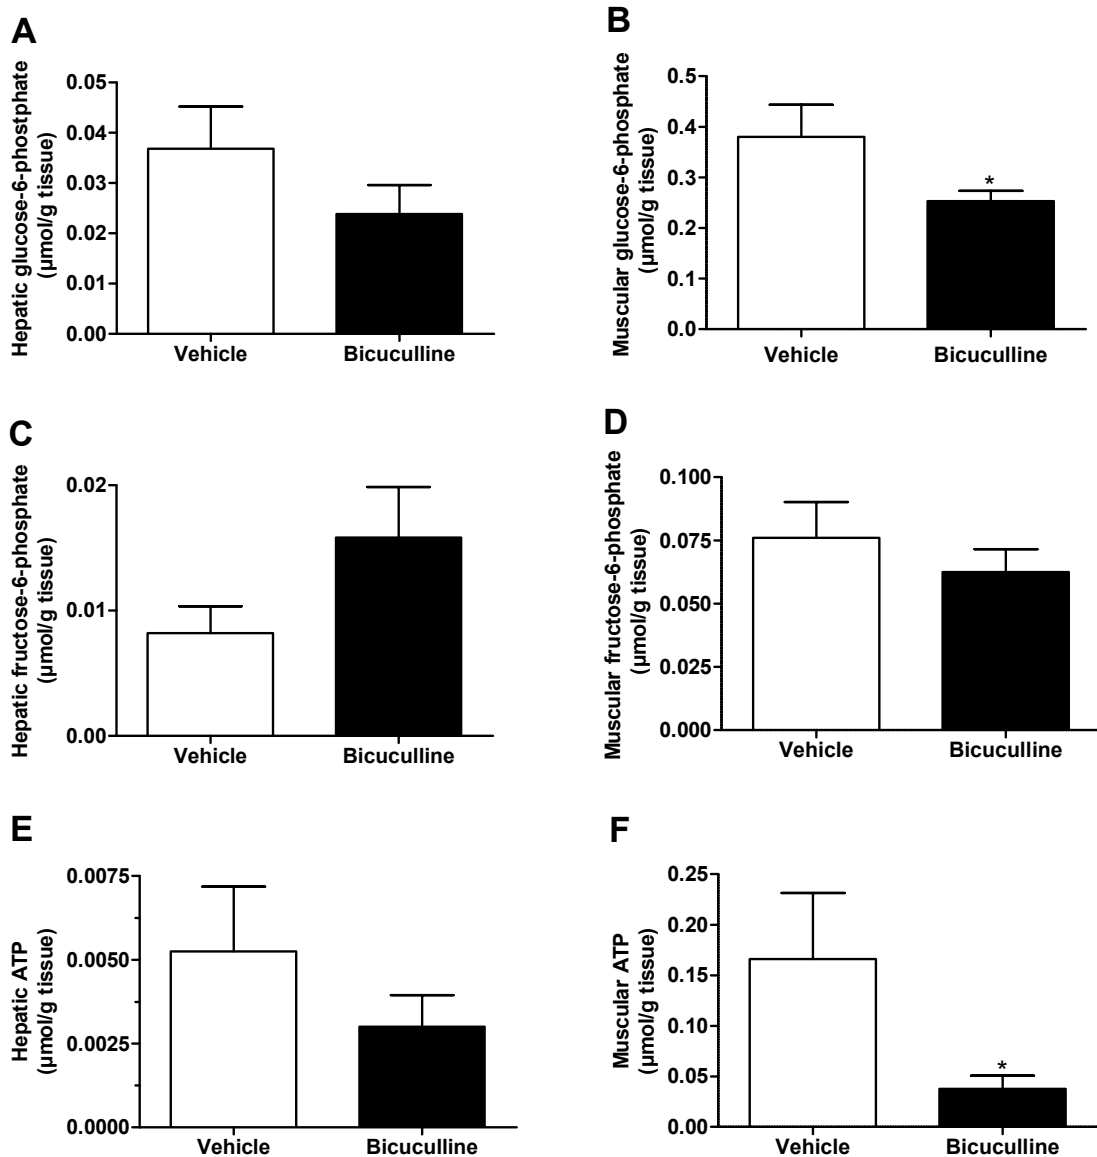 A
Hepatic glucose-6-phostphate
(µmol/g tissue)
0.05
0.04
0.03
0.02
0.01
0.00
Vehicle
Bicuculline
B
Muscular glucose-6-phosphate
(µmol/g tissue)
0.5
0.4
0.3
0.2
0.1
0.0
*
Vehicle
Bicuculline
C
Hepatic fructose-6-phosphate
(µmol/g tissue)
0.02
0.01
0.00
Vehicle
Bicuculline
D
Muscular fructose-6-phosphate
(µmol/g tissue)
0.100
0.075
0.050
0.025
0.000
Vehicle
Bicuculline
E
Hepatic ATP
(µmol/g tissue)
0.0075
0.0050
0.0025
0.0000
Vehicle
Bicuculline
F
Muscular ATP
(µmol/g tissue)
0.25
0.20
0.15
0.10
0.05
0.00
*
Vehicle
Bicuculline